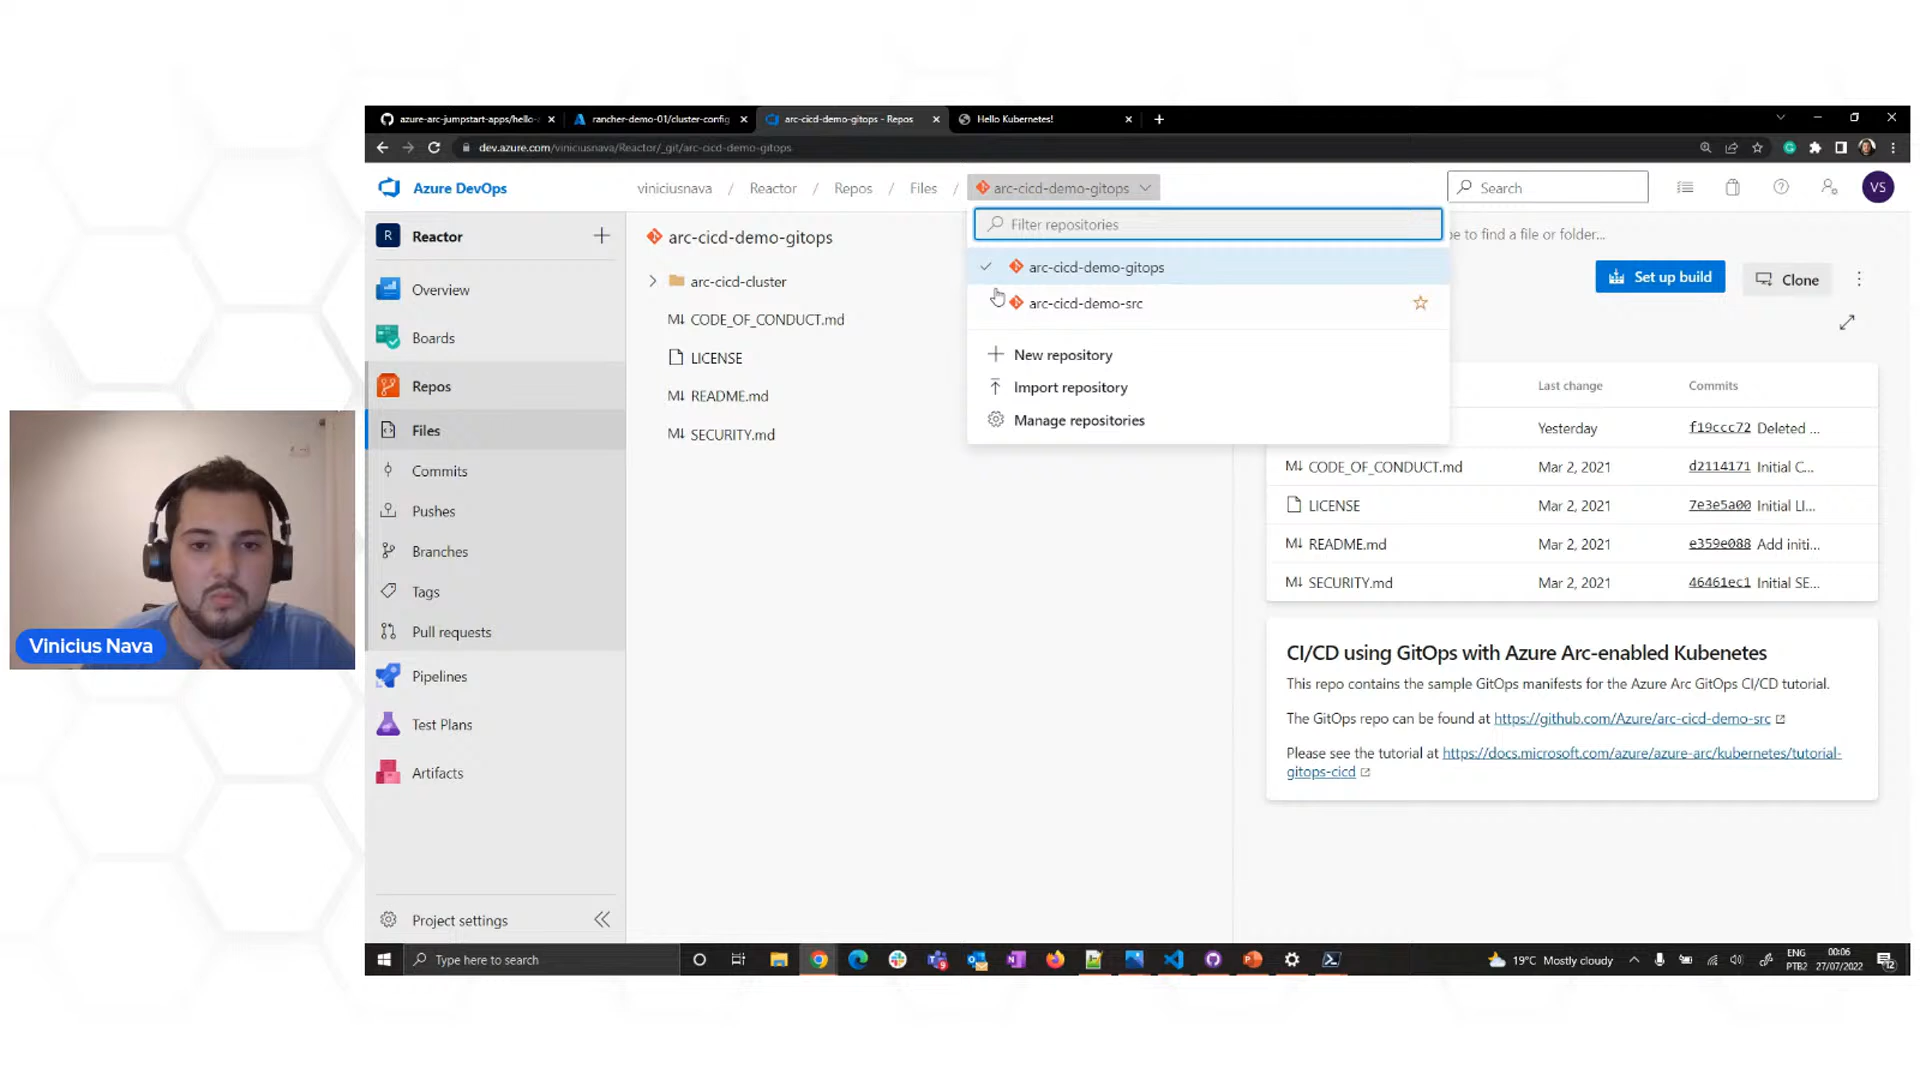 azure-arc-jumpstart-apps/hello-
rancher-demo-01/cluster-config
arc-cicd-demo-gitops - Repos
Hello Kubernetes!
dev.azure.com/viniciusnava/Reactor/_git/arc-cicd-demo-gitops
Azure DevOps
viniciusnava / Reactor / Repos / Files / arc-cicd-demo-gitops
Search
VS
R Reactor
Overview
Boards
Repos
Files
Commits
Pushes
Branches
Tags
Pull requests
Pipelines
Test Plans
Artifacts
Project settings
arc-cicd-demo-gitops
arc-cicd-cluster
M↓ CODE_OF_CONDUCT.md
LICENSE
M↓ README.md
M↓ SECURITY.md
Filter repositories
arc-cicd-demo-gitops
arc-cicd-demo-src
New repository
Import repository
Manage repositories
pe to find a file or folder...
Set up build
Clone
Last change Commits
Yesterday f19ccc72 Deleted ...
M↓ CODE_OF_CONDUCT.md Mar 2, 2021 d2114171 Initial C...
LICENSE Mar 2, 2021 7e3e5a00 Initial LI...
M↓ README.md Mar 2, 2021 e359e088 Add initi...
M↓ SECURITY.md Mar 2, 2021 46461ec1 Initial SE...
CI/CD using GitOps with Azure Arc-enabled Kubenetes
This repo contains the sample GitOps manifests for the Azure Arc GitOps CI/CD tutorial.
The GitOps repo can be found at https://github.com/Azure/arc-cicd-demo-src
Please see the tutorial at https://docs.microsoft.com/azure/azure-arc/kubernetes/tutorial-
gitops-cicd
Vinicius Nava
Type here to search
19°C Mostly cloudy
ENG
PTB2
00:06
27/07/2022
12